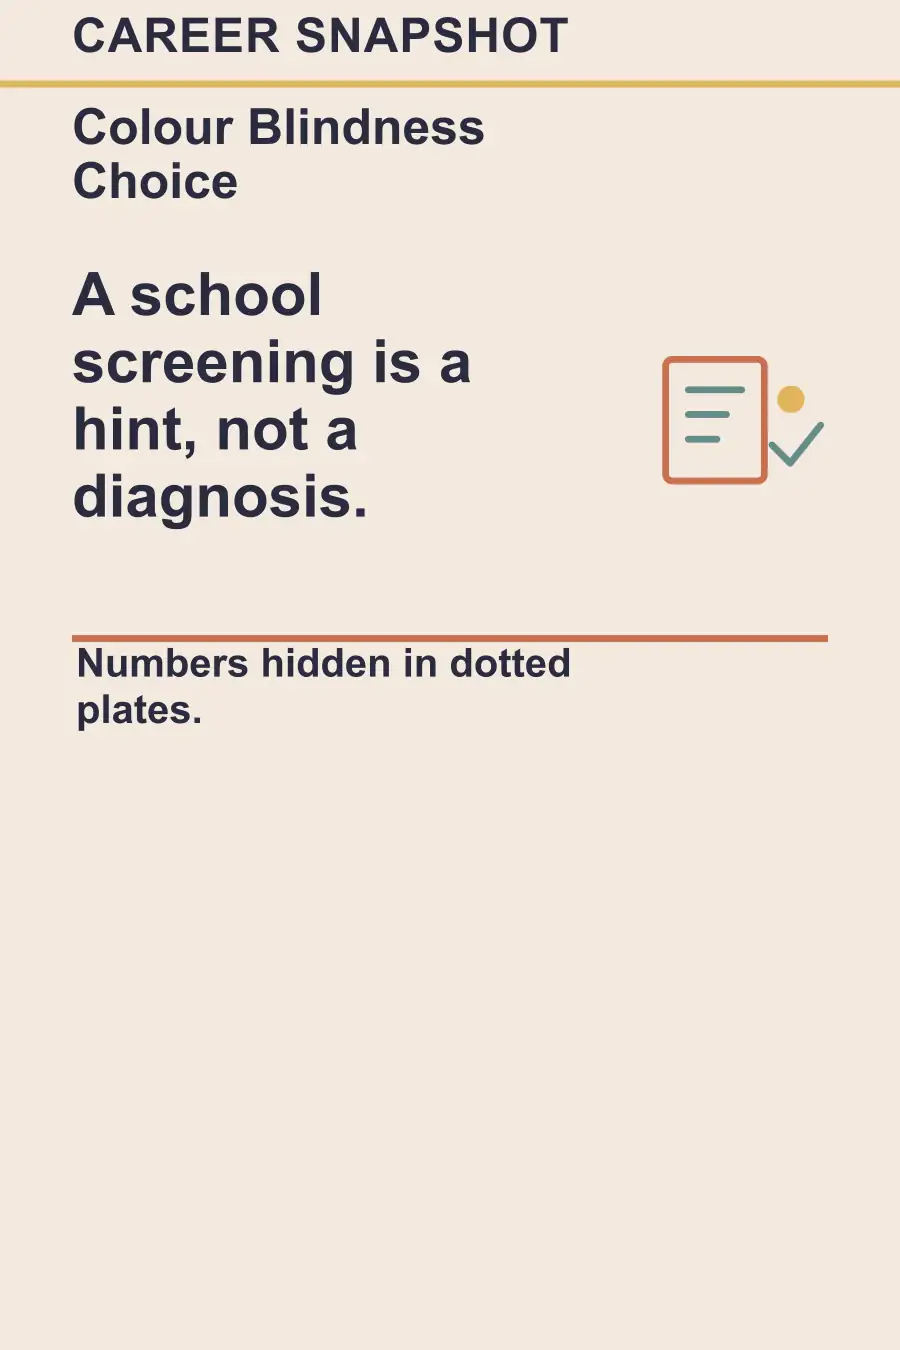 CAREER SNAPSHOT
Colour Blindness
Choice
A school
screening is a
hint, not a
diagnosis.
Numbers hidden in dotted
plates.